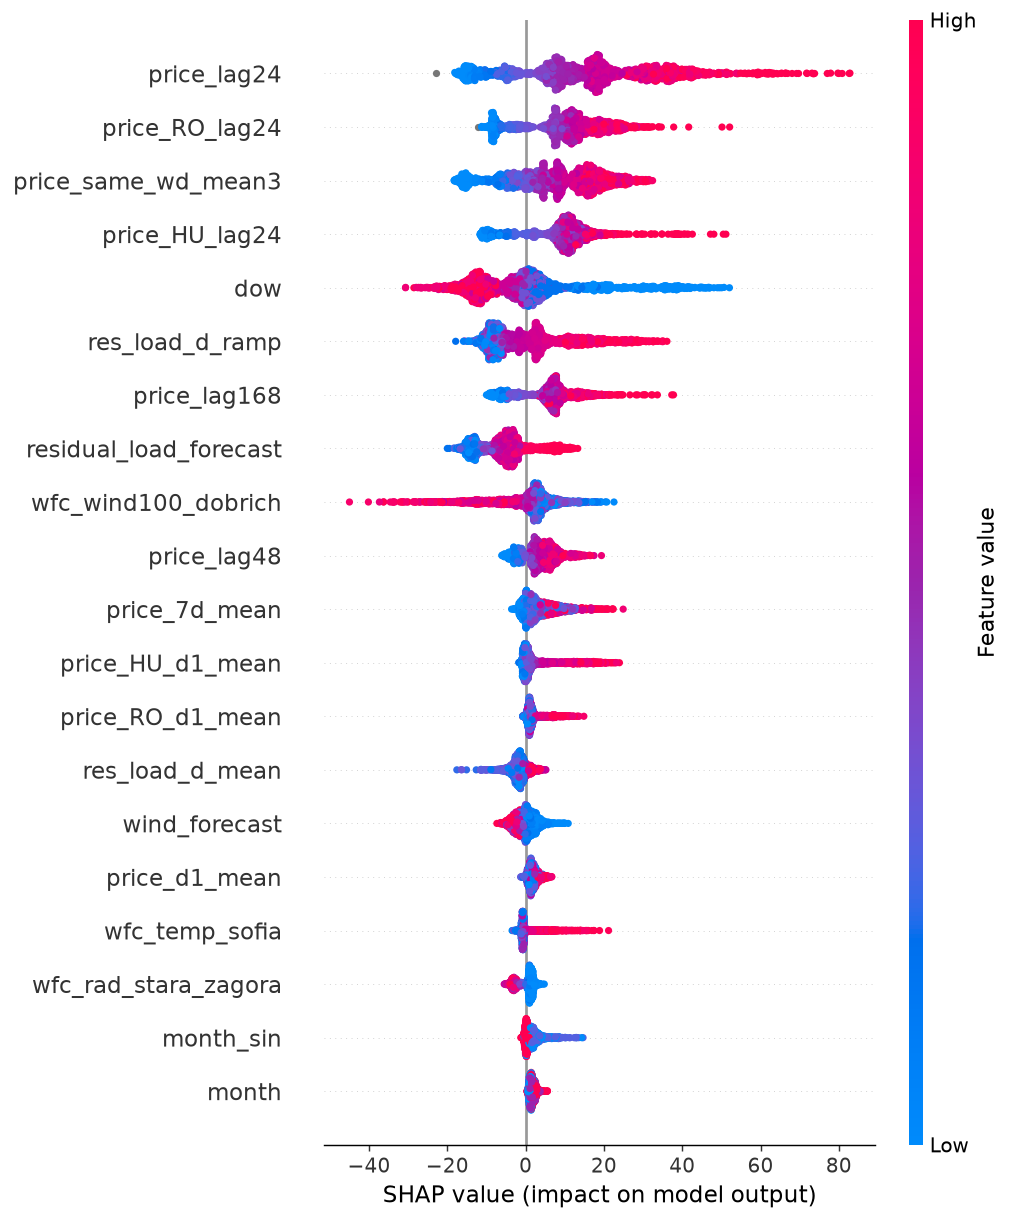 High
price_lag24
price_RO_lag24
price_same_wd_mean3
price_HU_lag24
dow
res_load_d_ramp
price_lag168
residual_load_forecast
wfc_wind100_dobrich
price_lag48
price_7d_mean
price_HU_d1_mean
price_RO_d1_mean
res_load_d_mean
wind_forecast
price_d1_mean
wfc_temp_sofia
wfc_rad_stara_zagora
month_sin
month
Feature value
Low
−40 −20 0 20 40 60 80
SHAP value (impact on model output)